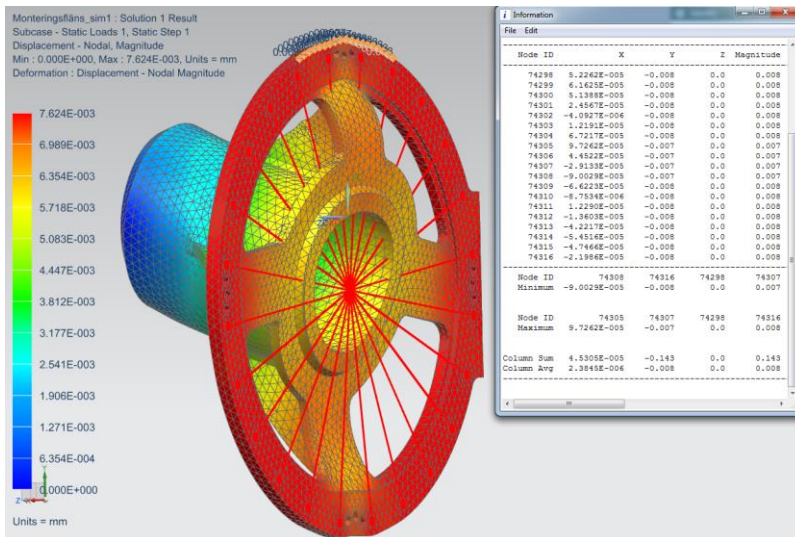 Monteringsfläns_sim1 : Solution 1 Result
Subcase - Static Loads 1, Static Step 1
Displacement - Nodal, Magnitude
Min : 0.000E+000, Max : 7.624E-003, Units = mm
Deformation : Displacement - Nodal Magnitude
7.624E-003
6.989E-003
6.354E-003
5.718E-003
5.083E-003
4.447E-003
3.812E-003
3.177E-003
2.541E-003
1.906E-003
1.271E-003
6.354E-004
0.000E+000
Y
Z
Units = mm
Information
File Edit
Node ID X Y Z Magnitude
74298 5.2262E-005 -0.008 0.0 0.008
74299 6.1625E-005 -0.008 0.0 0.008
74300 5.1388E-005 -0.008 0.0 0.008
74301 2.4567E-005 -0.008 0.0 0.008
74302 -4.0927E-006 -0.008 0.0 0.008
74303 1.2191E-005 -0.008 0.0 0.008
74304 6.7217E-005 -0.008 0.0 0.008
74305 9.7262E-005 -0.007 0.0 0.007
74306 4.4522E-005 -0.007 0.0 0.007
74307 -2.9133E-005 -0.007 0.0 0.007
74308 -9.0029E-005 -0.007 0.0 0.007
74309 -6.6223E-005 -0.008 0.0 0.008
74310 -8.7534E-006 -0.008 0.0 0.008
74311 1.2290E-005 -0.008 0.0 0.008
74312 -1.3603E-005 -0.008 0.0 0.008
74313 -4.2217E-005 -0.008 0.0 0.008
74314 -5.4516E-005 -0.008 0.0 0.008
74315 -4.7466E-005 -0.008 0.0 0.008
74316 -2.1986E-005 -0.008 0.0 0.008
Node ID 74308 74316 74298 74307
Minimum -9.0029E-005 -0.008 0.0 0.007
Node ID 74305 74307 74298 74316
Maximum 9.7262E-005 -0.007 0.0 0.008
Column Sum 4.5305E-005 -0.143 0.0 0.143
Column Avg 2.3845E-006 -0.008 0.0 0.008